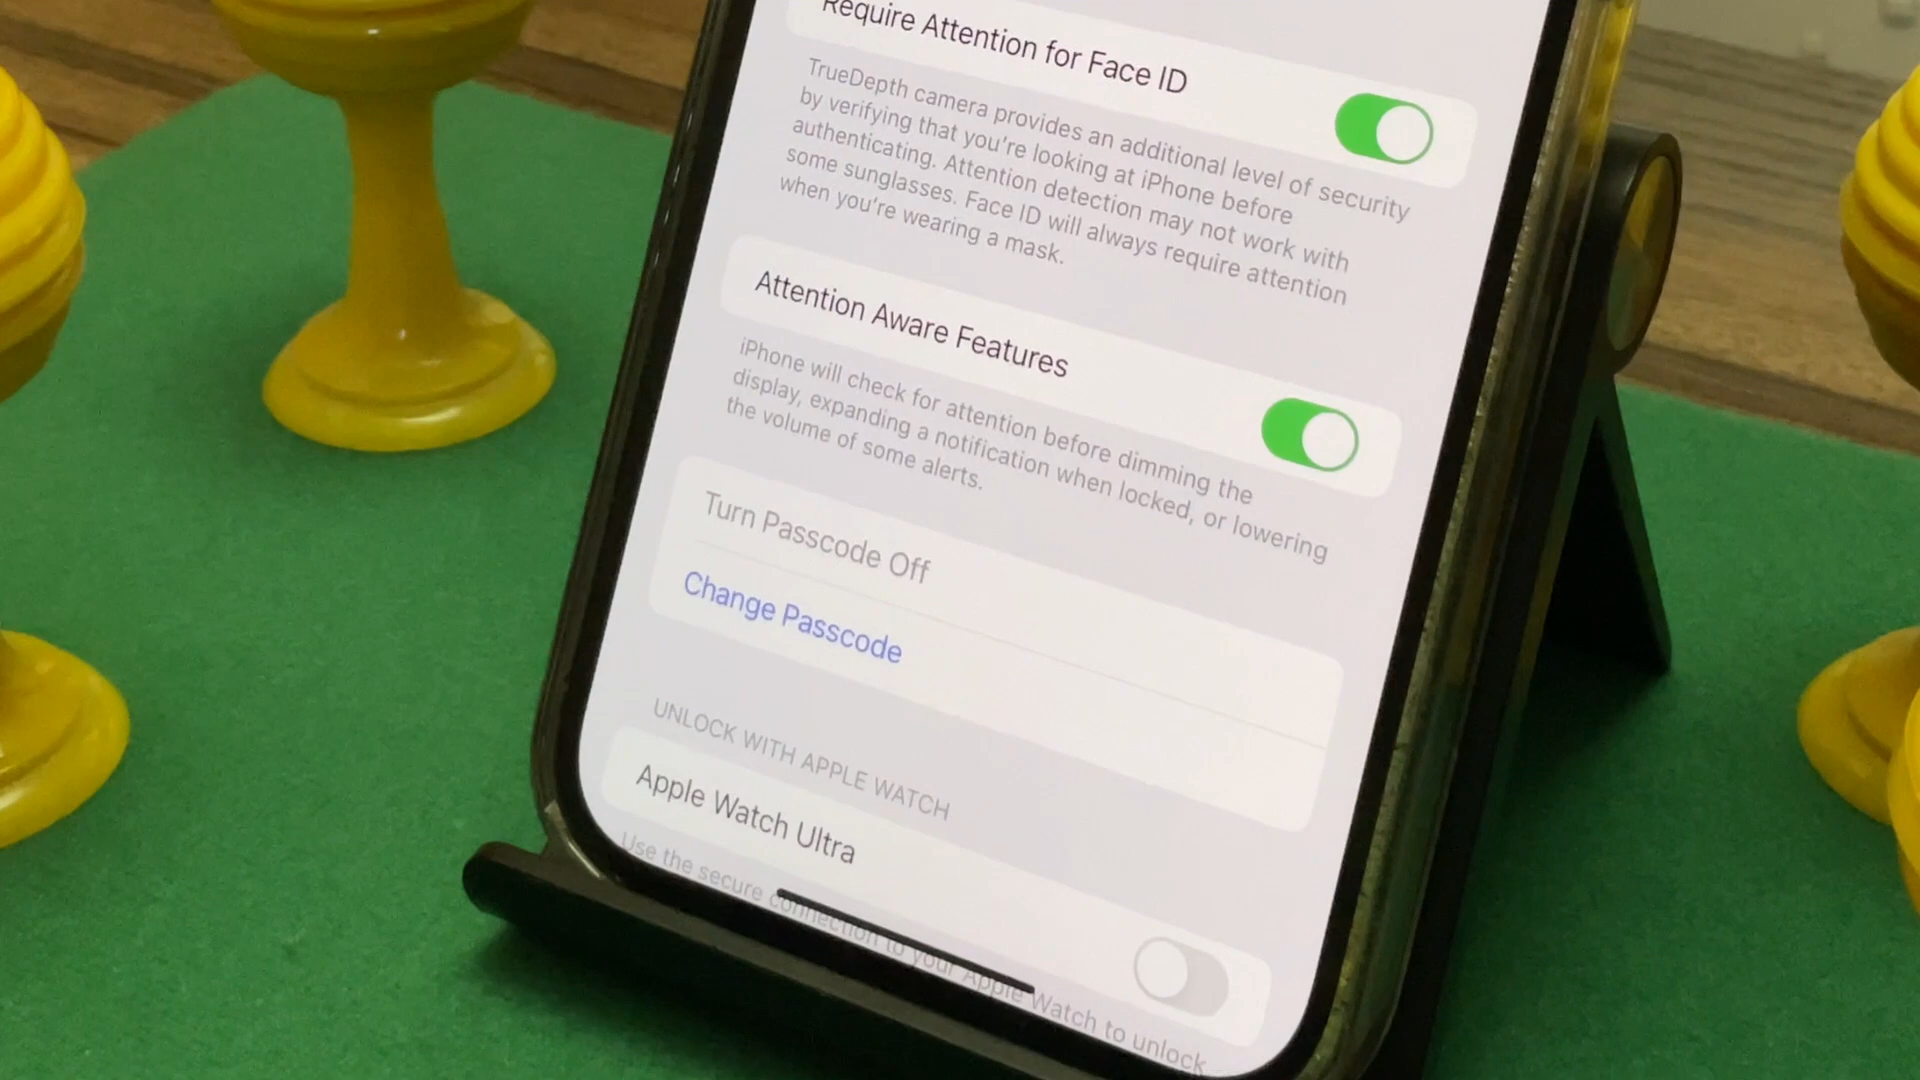 Require Attention for Face ID
TrueDepth camera provides an additional level of security
by verifying that you're looking at iPhone before
authenticating. Attention detection may not work with
some sunglasses. Face ID will always require attention
when you're wearing a mask.
Attention Aware Features
iPhone will check for attention before dimming the
display, expanding a notification when locked, or lowering
the volume of some alerts.
Turn Passcode Off
Change Passcode
UNLOCK WITH APPLE WATCH
Apple Watch Ultra
Use the secure connection to your Apple Watch to unlock